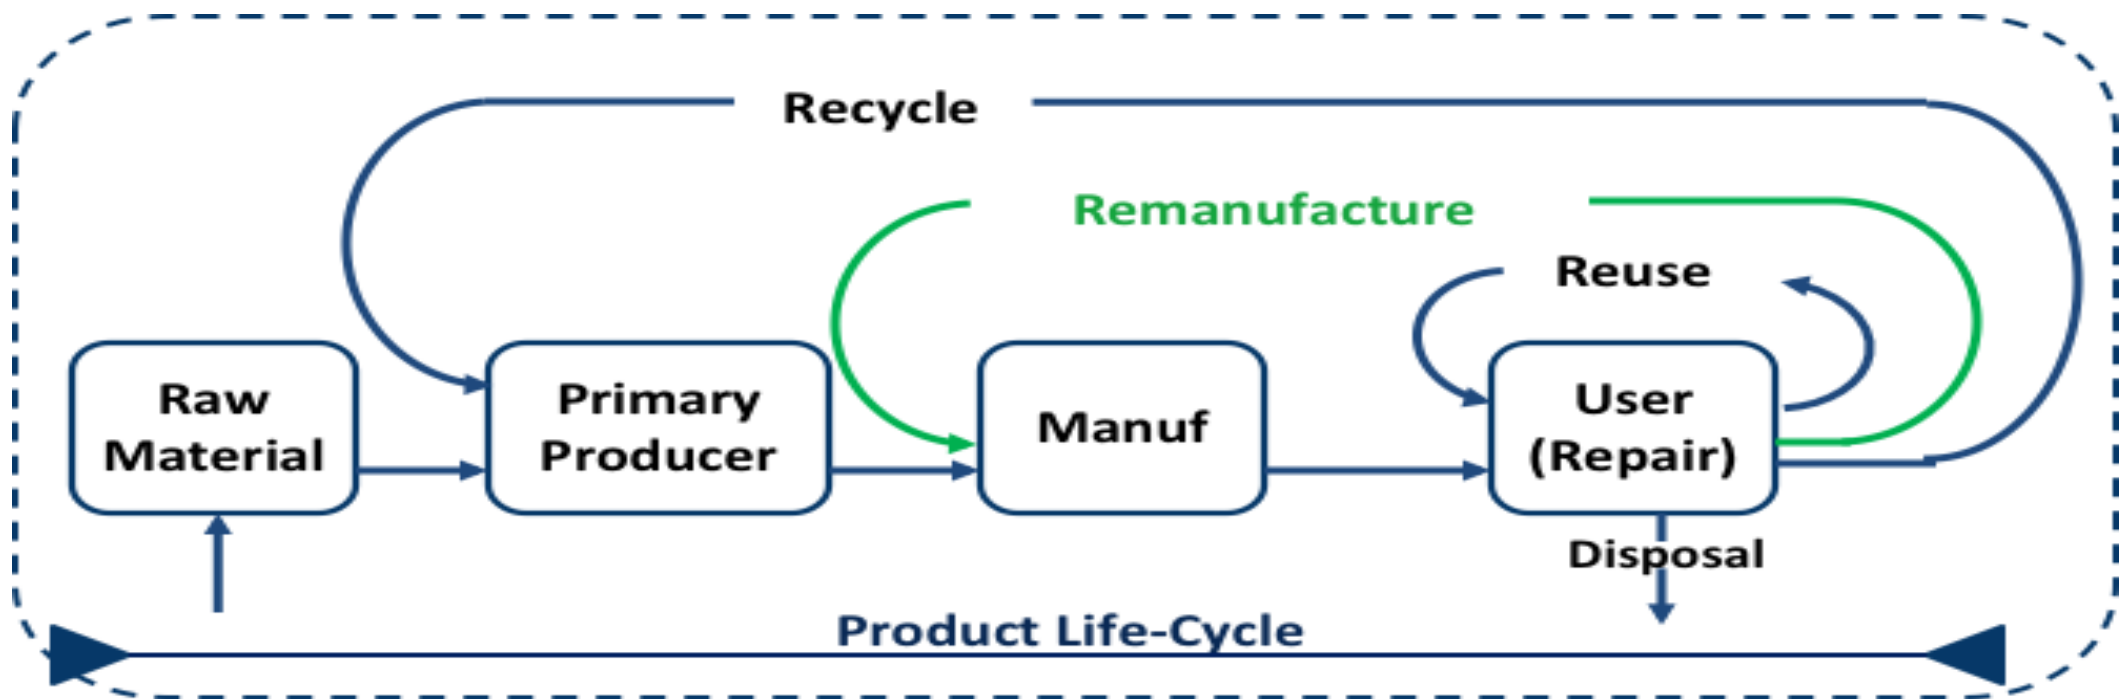 Recycle
Remanufacture
Reuse
Raw
Material
Primary
Producer
Manuf
User
(Repair)
Disposal
Product Life-Cycle